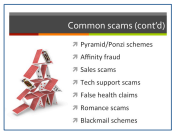 Common scams (cont'd)
Pyramid/Ponzi schemes
Affinity fraud
Sales scams
Tech support scams
False health claims
Romance scams
Blackmail schemes